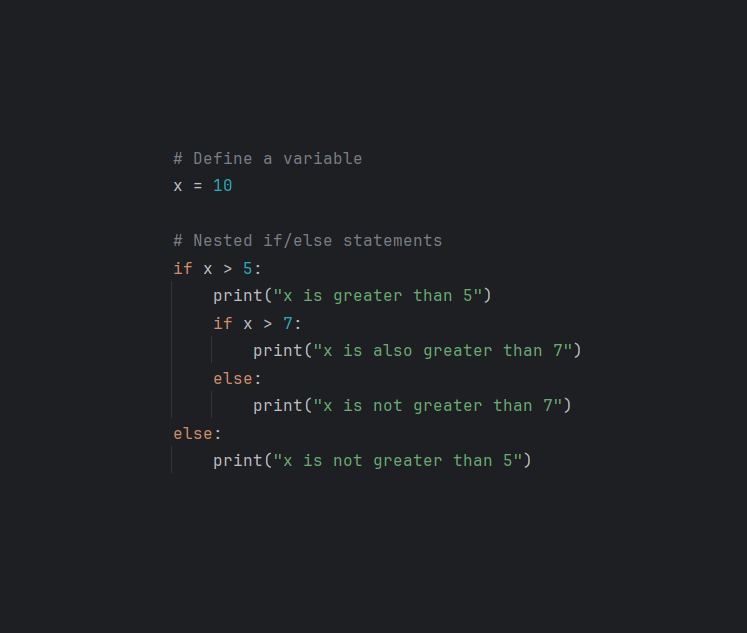 # Define a variable
x = 10

# Nested if/else statements
if x > 5:
    print("x is greater than 5")
    if x > 7:
        print("x is also greater than 7")
    else:
        print("x is not greater than 7")
else:
    print("x is not greater than 5")